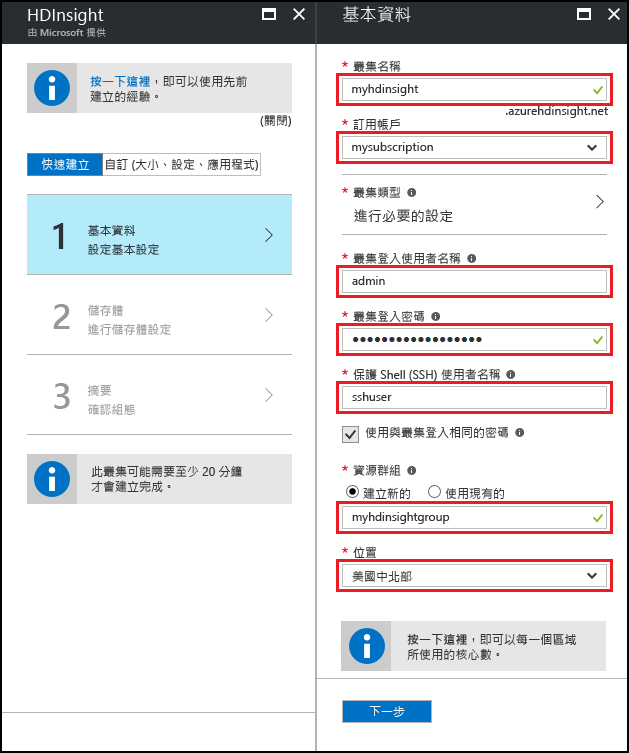 HDInsight
由 Microsoft 提供
按一下這裡，即可以使用先前
建立的經驗。
(關閉)
快速建立
自訂 (大小、設定、應用程式)
1
基本資料
設定基本設定
2
儲存體
進行儲存體設定
3
摘要
確認組態
此叢集可能需要至少 20 分鐘
才會建立完成。
基本資料
* 叢集名稱
myhdinsight
.azurehdinsight.net
* 訂用帳戶
mysubscription
* 叢集類型
進行必要的設定
* 叢集登入使用者名稱
admin
* 叢集登入密碼
••••••••••••••••••
* 保護 Shell (SSH) 使用者名稱
sshuser
使用與叢集登入相同的密碼
* 資源群組
建立新的
使用現有的
myhdinsightgroup
* 位置
美國中北部
按一下這裡，即可以每一個區域
所使用的核心數。
下一步